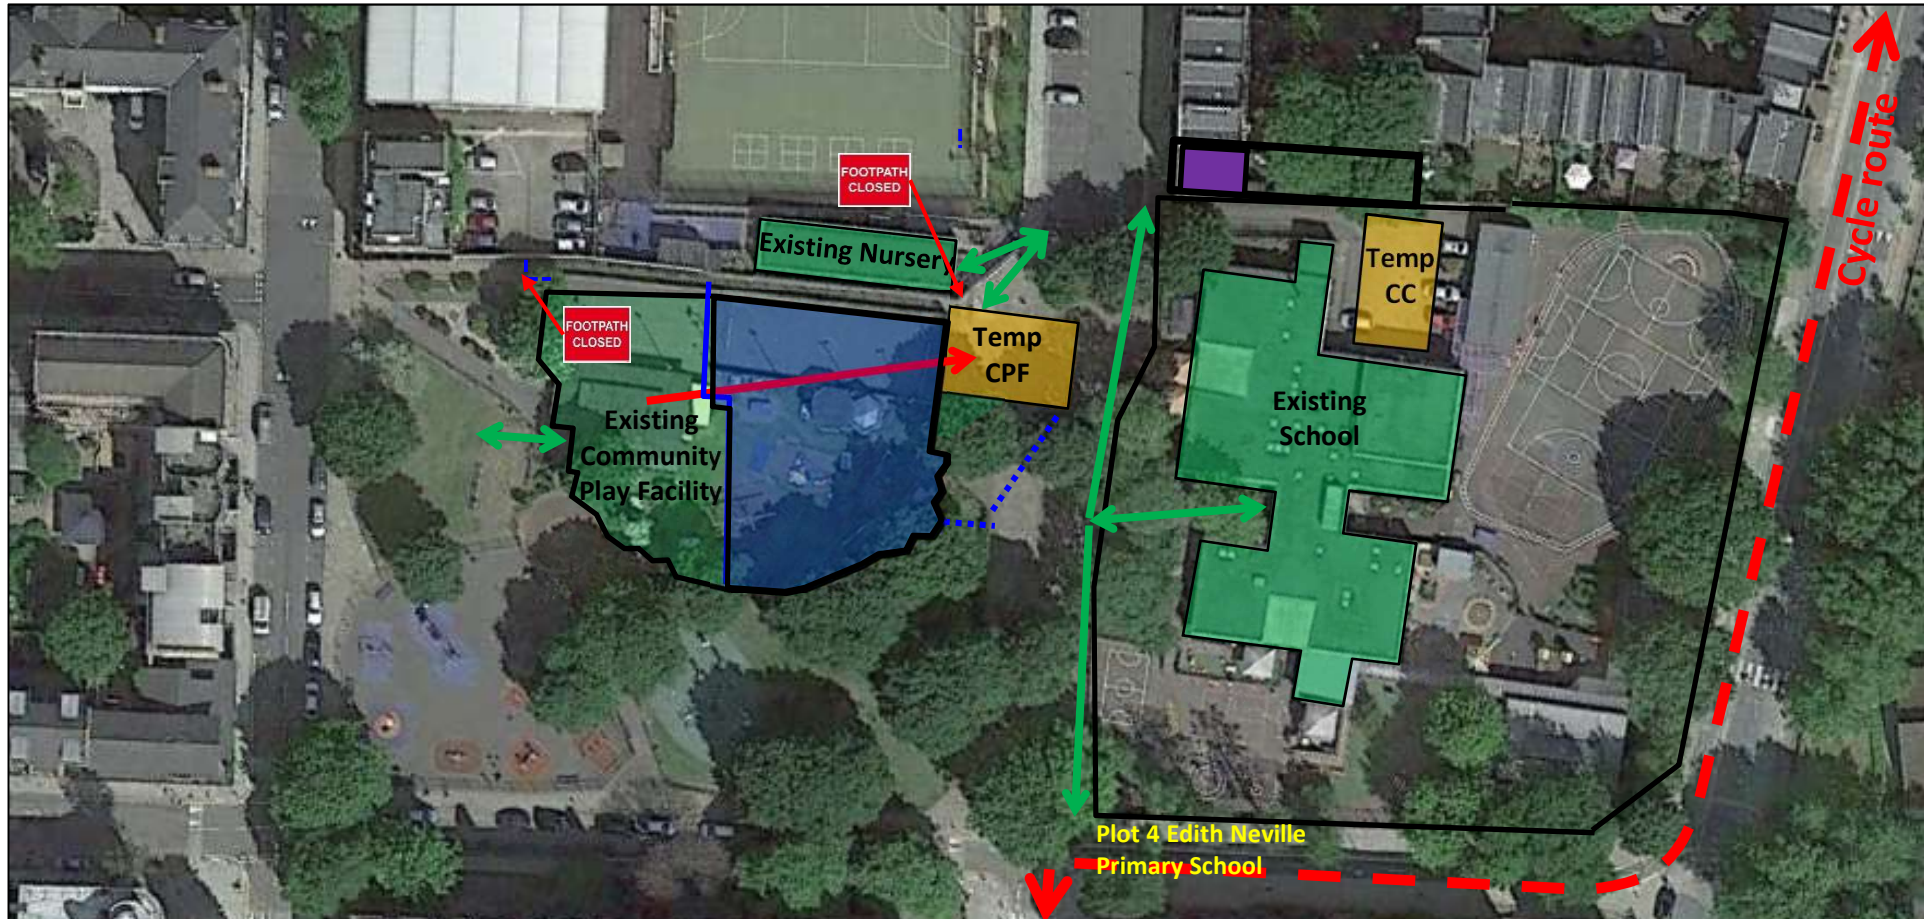 FOOTPATH
CLOSED
Cycle route
Existing Nursery
Temp
CC
FOOTPATH
CLOSED
Temp
CPF
Existing
School
Existing
Community
Play Facility
Plot 4 Edith Neville
Primary School